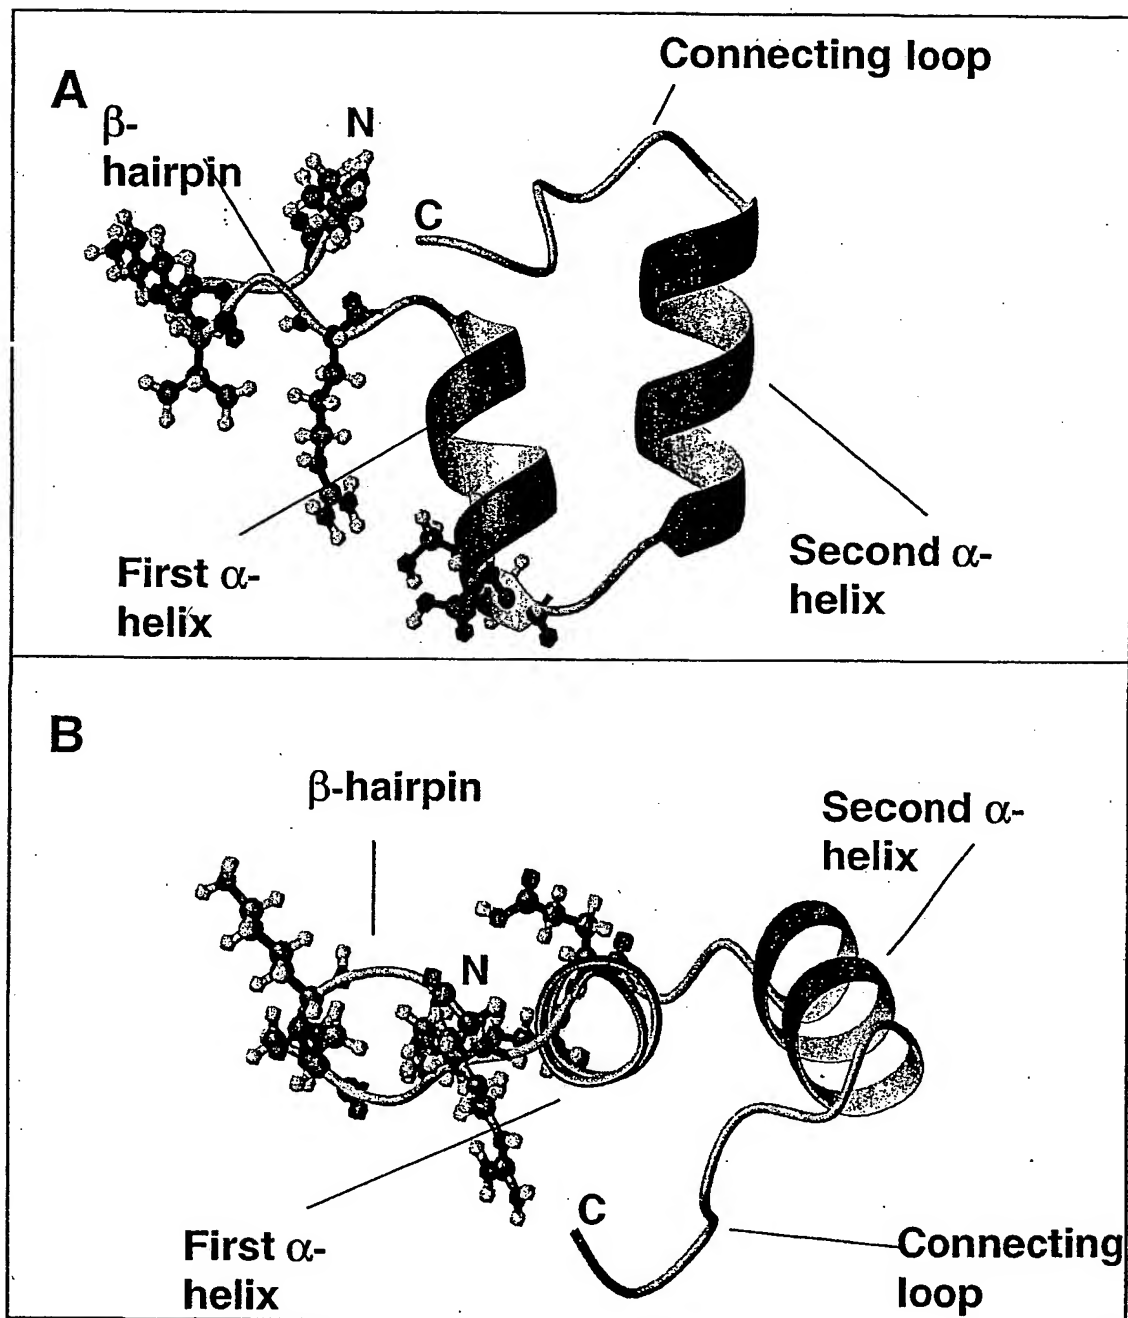 A
Connecting loop
β-
hairpin
N
C
First α-
helix
Second α-
helix
B
β-hairpin
Second α-
helix
N
C
First α-
helix
Connecting
loop